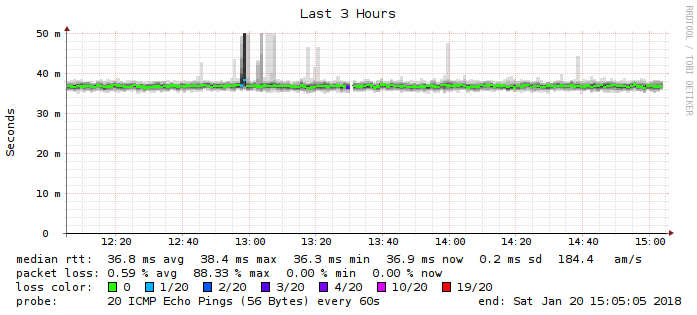 Last 3 Hours
RRDTOOL / TOBI OETIKER
Seconds
50 m
40 m
30 m
20 m
10 m
0
12:20 12:40 13:00 13:20 13:40 14:00 14:20 14:40 15:00
median rtt: 36.8 ms avg 38.4 ms max 36.3 ms min 36.9 ms now 0.2 ms sd 184.4 am/s
packet loss: 0.59 % avg 88.33 % max 0.00 % min 0.00 % now
loss color: 0 1/20 2/20 3/20 4/20 10/20 19/20
probe: 20 ICMP Echo Pings (56 Bytes) every 60s end: Sat Jan 20 15:05:05 2018